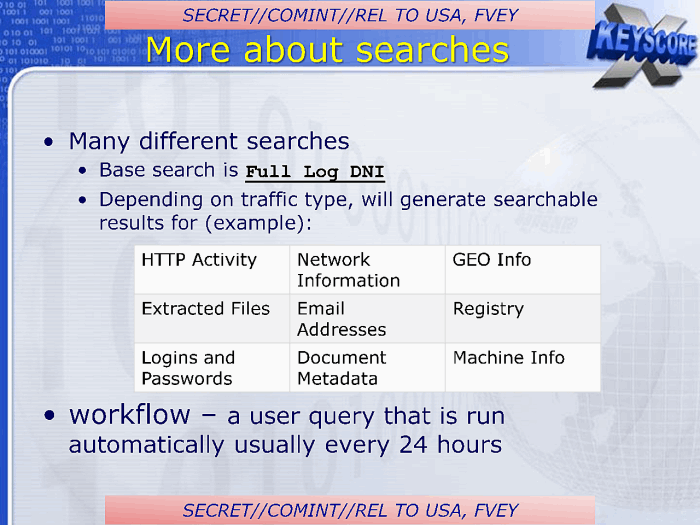 SECRET//COMINT//REL TO USA, FVEY
More about searches
X KEYSCORE
• Many different searches
• Base search is Full Log DNI
• Depending on traffic type, will generate searchable
results for (example):
HTTP Activity
Network
Information
GEO Info
Extracted Files
Email
Addresses
Registry
Logins and
Passwords
Document
Metadata
Machine Info
• workflow – a user query that is run
automatically usually every 24 hours
SECRET//COMINT//REL TO USA, FVEY